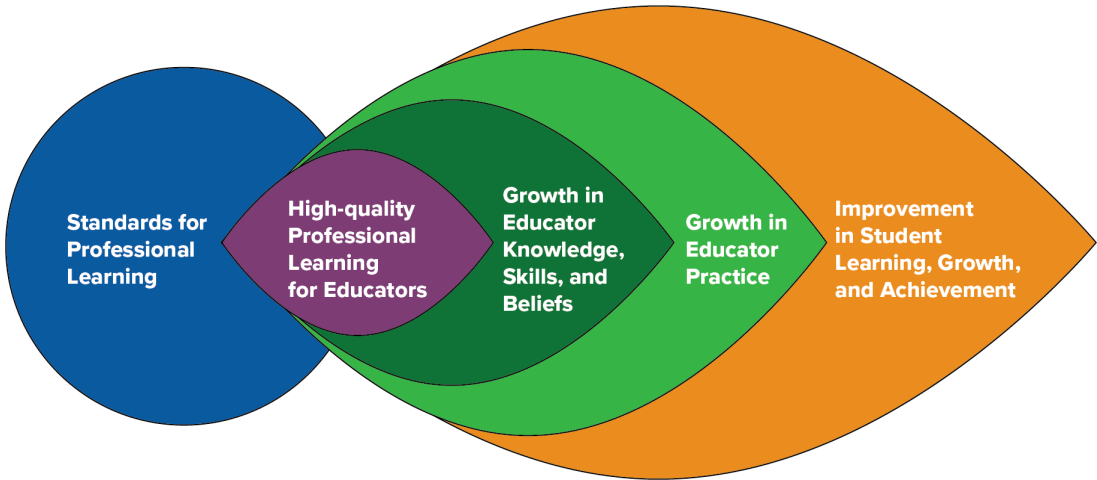 Standards for
Professional
Learning
High-quality
Professional
Learning
for Educators
Growth in
Educator
Knowledge,
Skills, and
Beliefs
Growth in
Educator
Practice
Improvement
in Student
Learning, Growth,
and Achievement